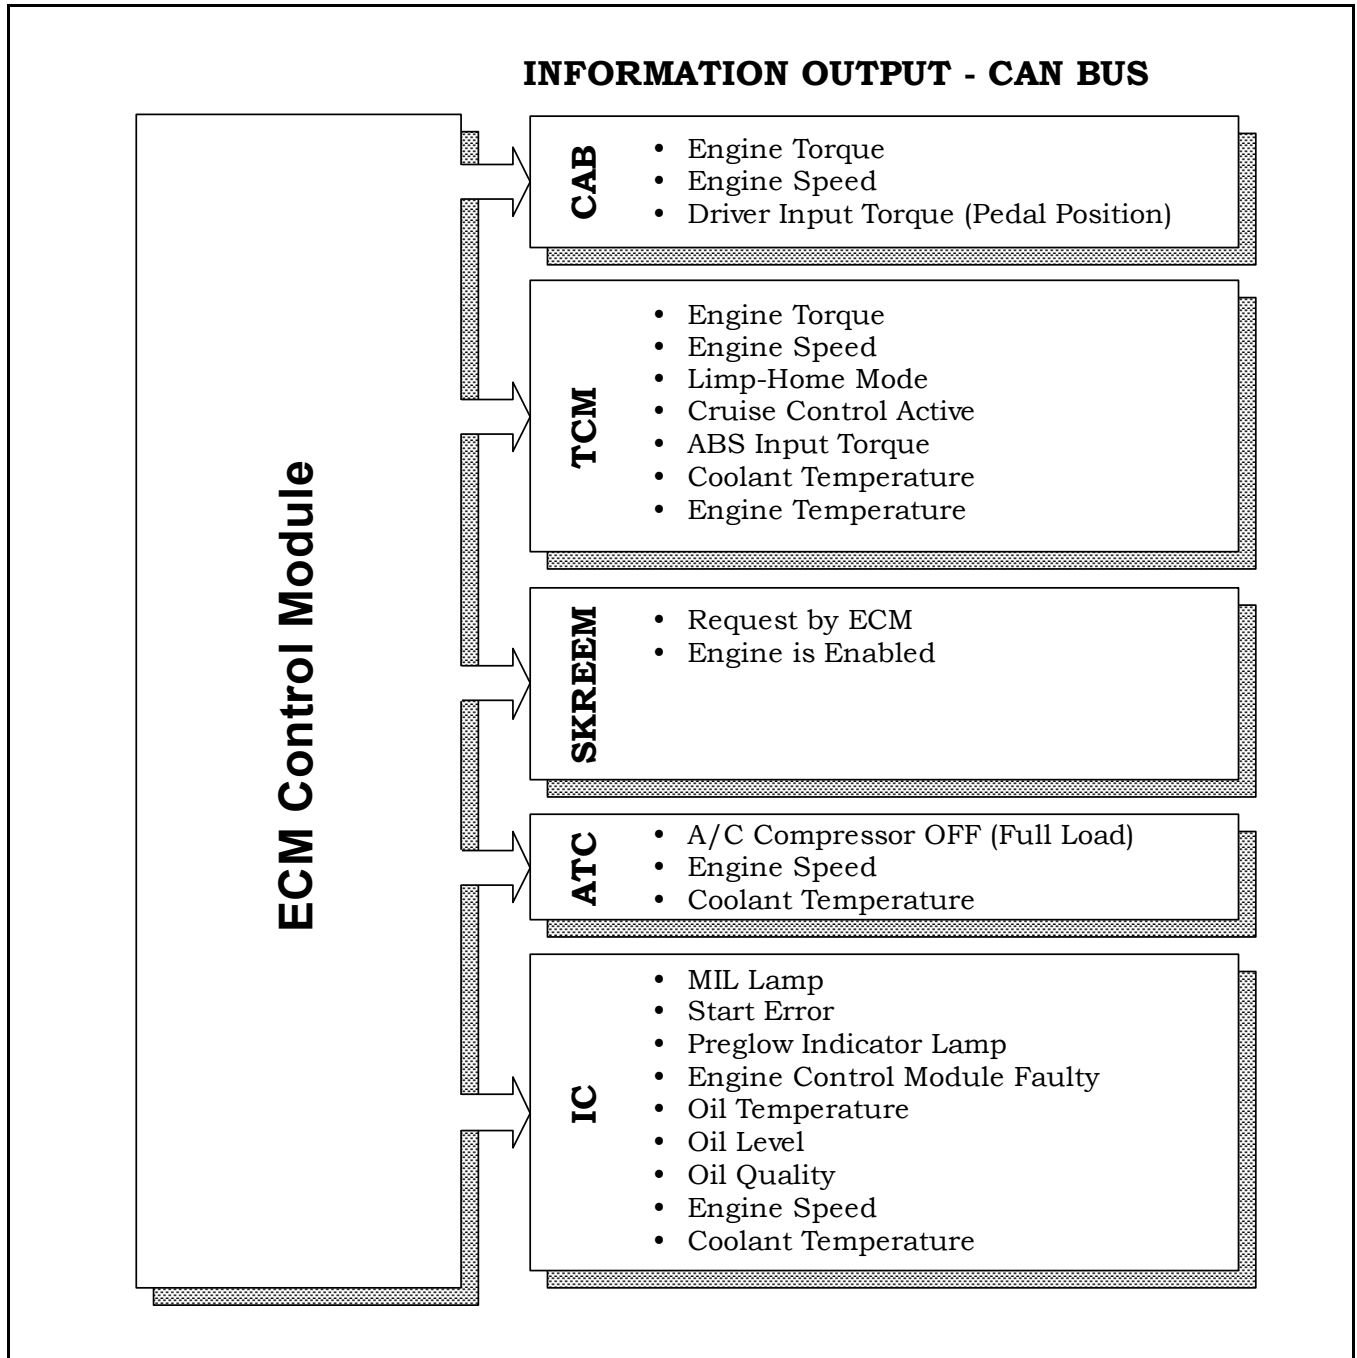 INFORMATION OUTPUT - CAN BUS
ECM Control Module
CAB
• Engine Torque
• Engine Speed
• Driver Input Torque (Pedal Position)
TCM
• Engine Torque
• Engine Speed
• Limp-Home Mode
• Cruise Control Active
• ABS Input Torque
• Coolant Temperature
• Engine Temperature
SKREEM
• Request by ECM
• Engine is Enabled
ATC
• A/C Compressor OFF (Full Load)
• Engine Speed
• Coolant Temperature
IC
• MIL Lamp
• Start Error
• Preglow Indicator Lamp
• Engine Control Module Faulty
• Oil Temperature
• Oil Level
• Oil Quality
• Engine Speed
• Coolant Temperature